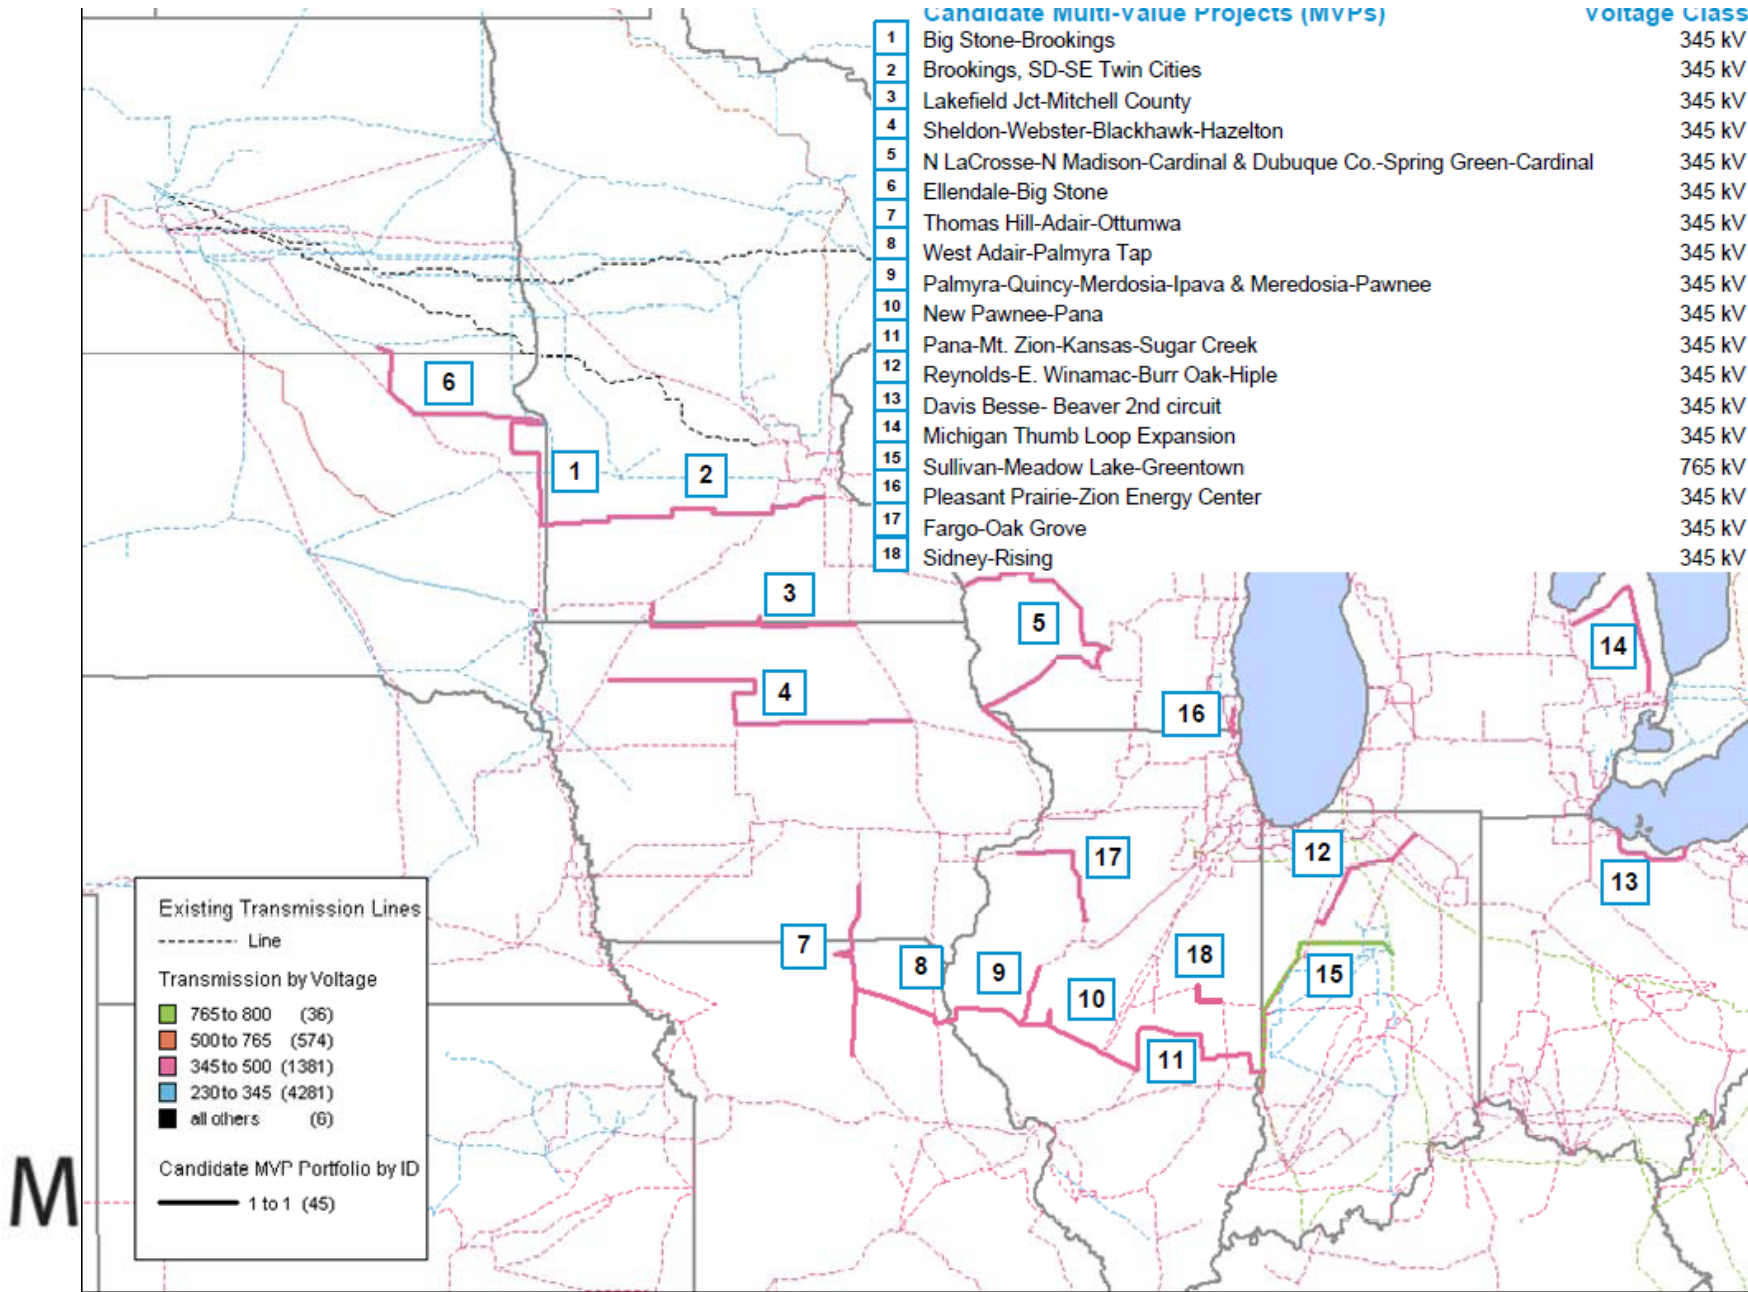 Candidate Multi-Value Projects (MVPs) Voltage Class
1 Big Stone-Brookings 345 kV
2 Brookings, SD-SE Twin Cities 345 kV
3 Lakefield Jct-Mitchell County 345 kV
4 Sheldon-Webster-Blackhawk-Hazelton 345 kV
5 N LaCrosse-N Madison-Cardinal & Dubuque Co.-Spring Green-Cardinal 345 kV
6 Ellendale-Big Stone 345 kV
7 Thomas Hill-Adair-Ottumwa 345 kV
8 West Adair-Palmyra Tap 345 kV
9 Palmyra-Quincy-Merdosia-Ipava & Meredosia-Pawnee 345 kV
10 New Pawnee-Pana 345 kV
11 Pana-Mt. Zion-Kansas-Sugar Creek 345 kV
12 Reynolds-E. Winamac-Burr Oak-Hiple 345 kV
13 Davis Besse- Beaver 2nd circuit 345 kV
14 Michigan Thumb Loop Expansion 345 kV
15 Sullivan-Meadow Lake-Greentown 765 kV
16 Pleasant Prairie-Zion Energy Center 345 kV
17 Fargo-Oak Grove 345 kV
18 Sidney-Rising 345 kV
6
1
2
3
5
14
4
16
17
12
13
7
8
9
18
15
10
11
Existing Transmission Lines
Line
Transmission by Voltage
765 to 800 (36)
500 to 765 (574)
345 to 500 (1381)
230 to 345 (4281)
all others (6)
Candidate MVP Portfolio by ID
1 to 1 (45)
M